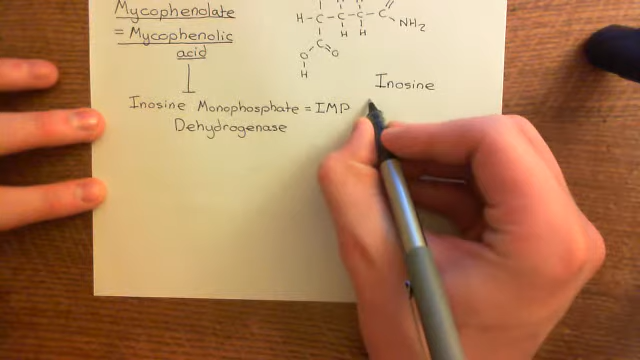 Mycophenolate
= Mycophenolic
acid
H-C-C-C-C
NH2
H H
C
O O
H
Inosine
Inosine Monophosphate = IMP
Dehydrogenase